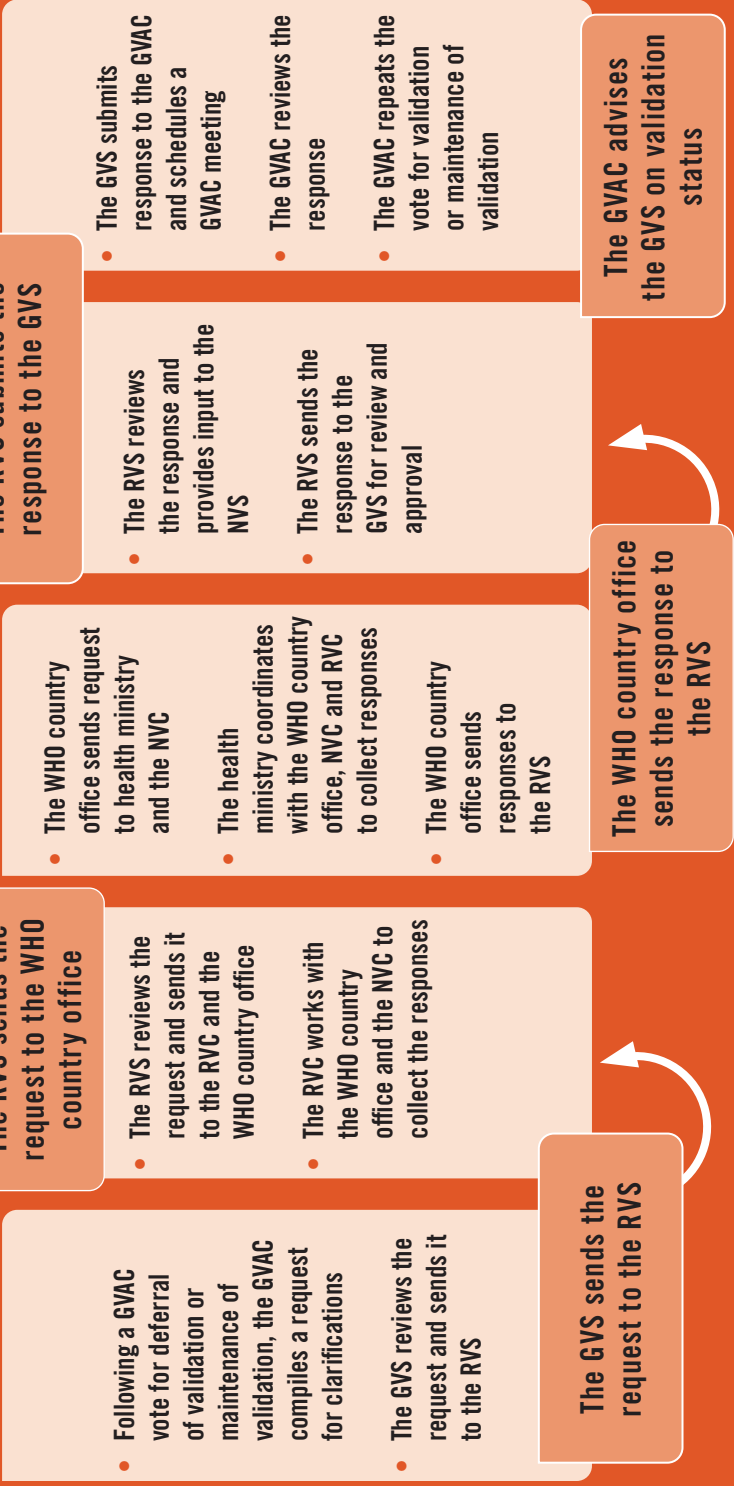 Following a GVAC
vote for deferral
of validation or
maintenance of
validation, the GVAC
compiles a request
for clarifications
The GVS reviews the
request and sends it
to the RVS
The GVS sends the
request to the RVS
The RVS sends the
request to the WHO
country office
The RVS reviews the
request and sends it
to the RVC and the
WHO country office
The RVC works with
the WHO country
office and the NVC to
collect the responses
The WHO country
office sends request
to health ministry
and the NVC
The health
ministry coordinates
with the WHO country
office, NVC and RVC
to collect responses
The WHO country
office sends
responses to
the RVS
The WHO country office
sends the response to
the RVS
response to the GVS
The RVS reviews
the response and
provides input to the
NVS
The RVS sends the
response to the
GVS for review and
approval
The GVS submits
response to the GVAC
and schedules a
GVAC meeting
The GVAC reviews the
response
The GVAC repeats the
vote for validation
or maintenance of
validation
The GVAC advises
the GVS on validation
status